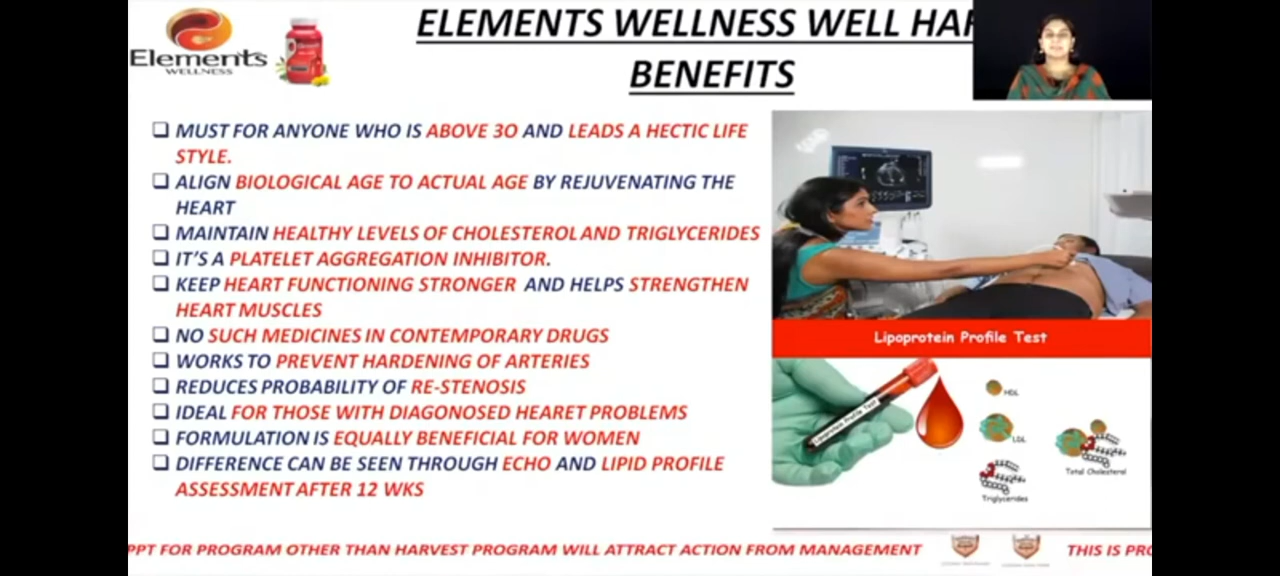 Elements
WELLNESS
ELEMENTS WELLNESS WELL
BENEFITS
❑ MUST FOR ANYONE WHO IS ABOVE 3O AND LEADS A HECTIC LIFE
STYLE.
❑ ALIGN BIOLOGICAL AGE TO ACTUAL AGE BY REJUVENATING THE
HEART
❑ MAINTAIN HEALTHY LEVELS OF CHOLESTEROL AND TRIGLYCERIDES
❑ IT'S A PLATELET AGGREGATION INHIBITOR.
❑ KEEP HEART FUNCTIONING STRONGER AND HELPS STRENGTHEN
HEART MUSCLES
❑ NO SUCH MEDICINES IN CONTEMPORARY DRUGS
❑ WORKS TO PREVENT HARDENING OF ARTERIES
❑ REDUCES PROBABILITY OF RE-STENOSIS
❑ IDEAL FOR THOSE WITH DIAGONOSED HEARET PROBLEMS
❑ FORMULATION IS EQUALLY BENEFICIAL FOR WOMEN
❑ DIFFERENCE CAN BE SEEN THROUGH ECHO AND LIPID PROFILE
ASSESSMENT AFTER 12 WKS
Lipoprotein Profile Test
Lipoprotein Profile Test
HDL
LDL
Total Cholesterol
Triglycerides
PPT FOR PROGRAM OTHER THAN HARVEST PROGRAM WILL ATTRACT ACTION FROM MANAGEMENT
THIS IS